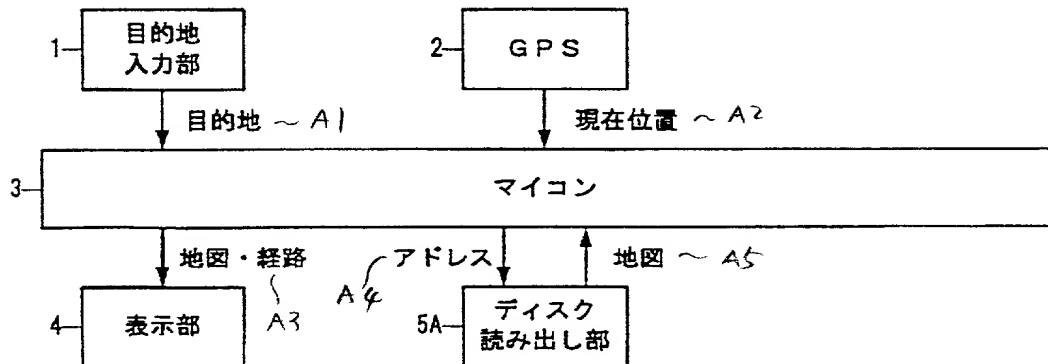 1 目的地 2 GPS
入力部
目的地 ~ A1 現在位置 ~ A2
3 マイコン
地図・経路 アドレス 地図 ~ A5
A3 A4
4 表示部 5A ディスク
読み出し部